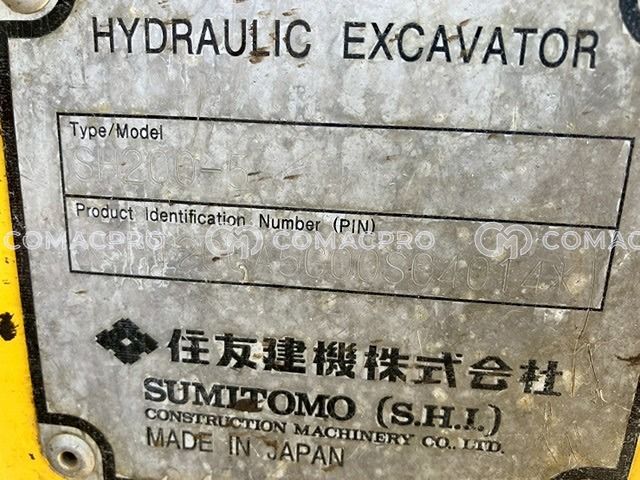 HYDRAULIC EXCAVATOR
Type/Model
SH200-5
Product Identification Number (PIN)
COMACPRO COMACPRO COMACPRO
住友建機株式会社
SUMITOMO (S.H.I.)
CONSTRUCTION MACHINERY CO., LTD.
MADE IN JAPAN